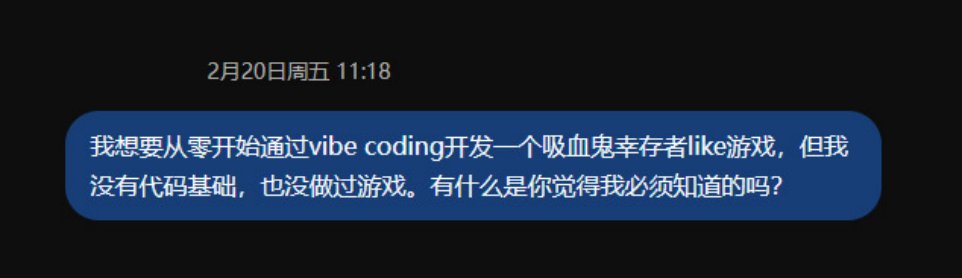 2月20日周五 11:18
我想要从零开始通过vibe coding开发一个吸血鬼幸存者like游戏，但我
没有代码基础，也没做过游戏。有什么是你觉得我必须知道的吗？